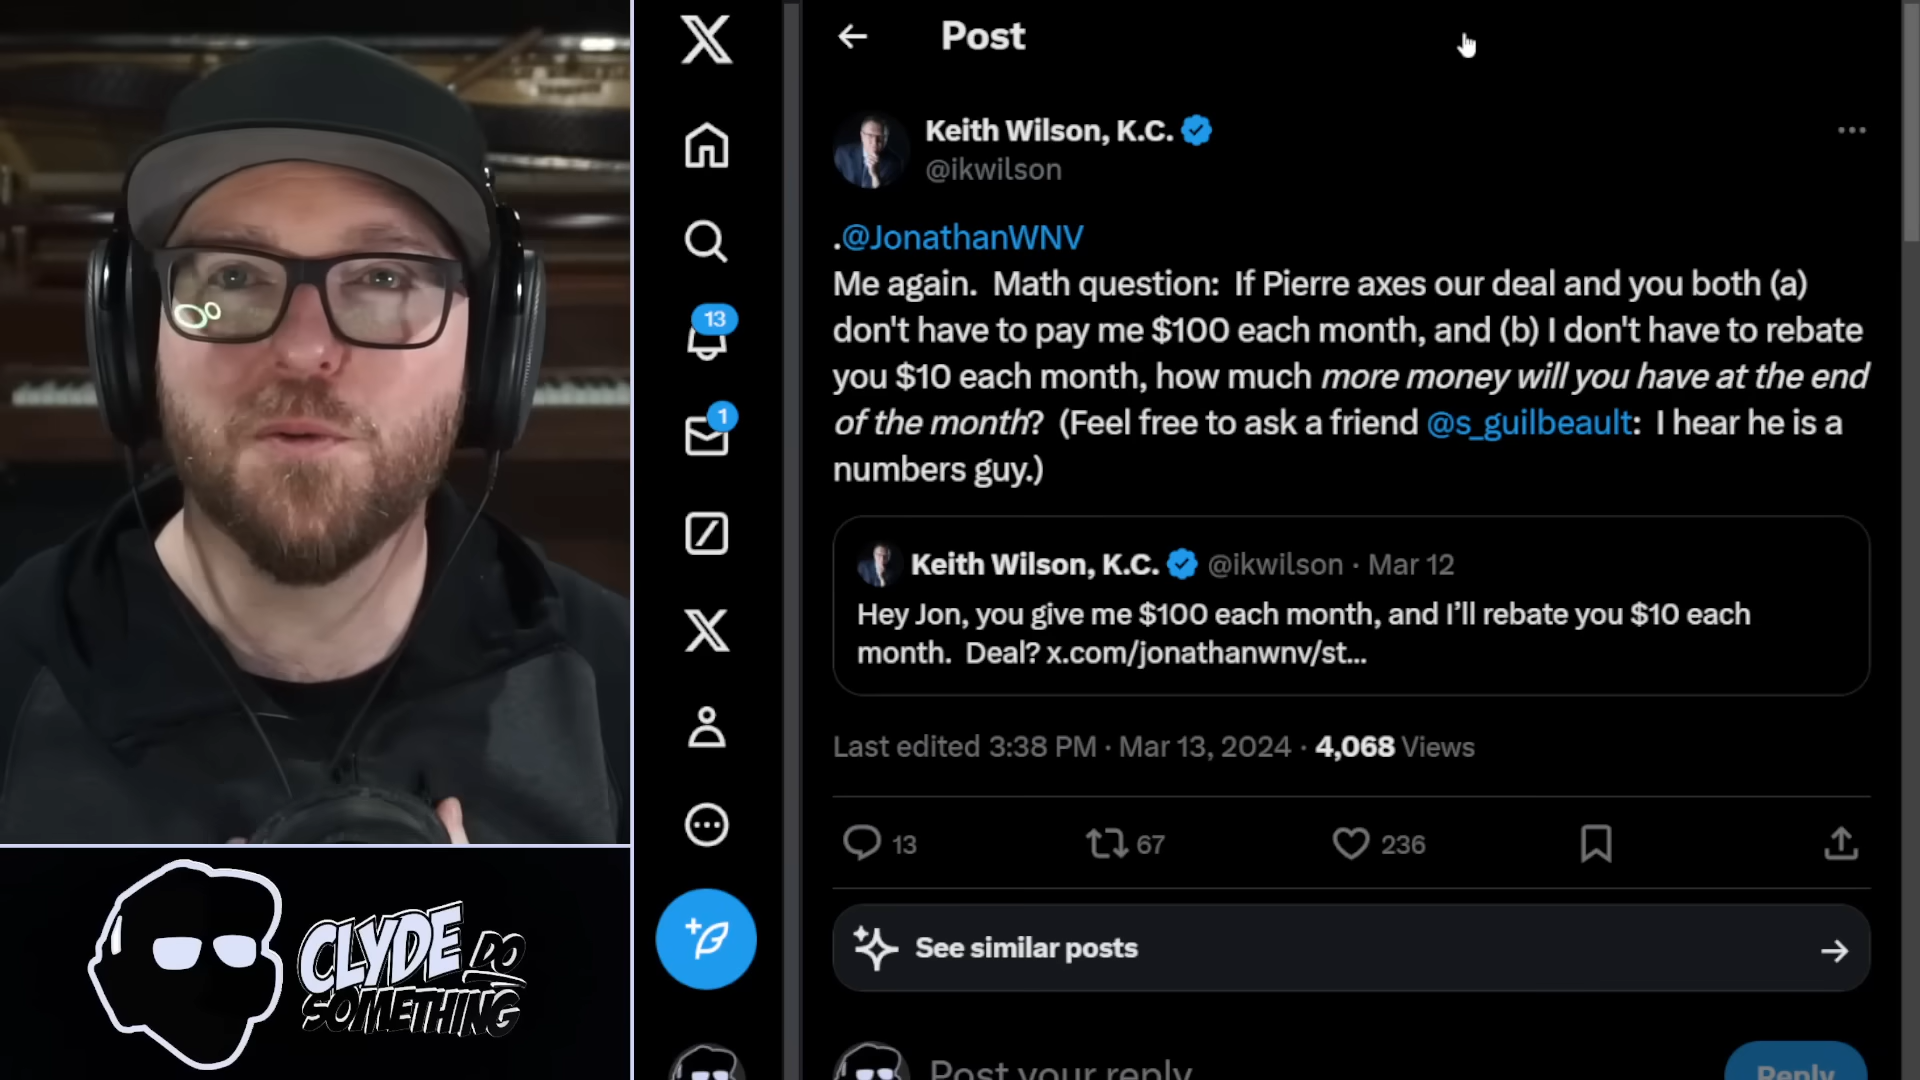 Post
Keith Wilson, K.C.
@ikwilson
.@JonathanWNV
Me again.  Math question:  If Pierre axes our deal and you both (a)
don't have to pay me $100 each month, and (b) I don't have to rebate
you $10 each month, how much more money will you have at the end
of the month?  (Feel free to ask a friend @s_guilbeault:  I hear he is a
numbers guy.)
Keith Wilson, K.C. @ikwilson · Mar 12
Hey Jon, you give me $100 each month, and I’ll rebate you $10 each
month.  Deal? x.com/jonathanwnv/st...
Last edited 3:38 PM · Mar 13, 2024 · 4,068 Views
13 67 236
See similar posts
Post your reply
Reply
13
1
CLYDE DO
SOMETHING